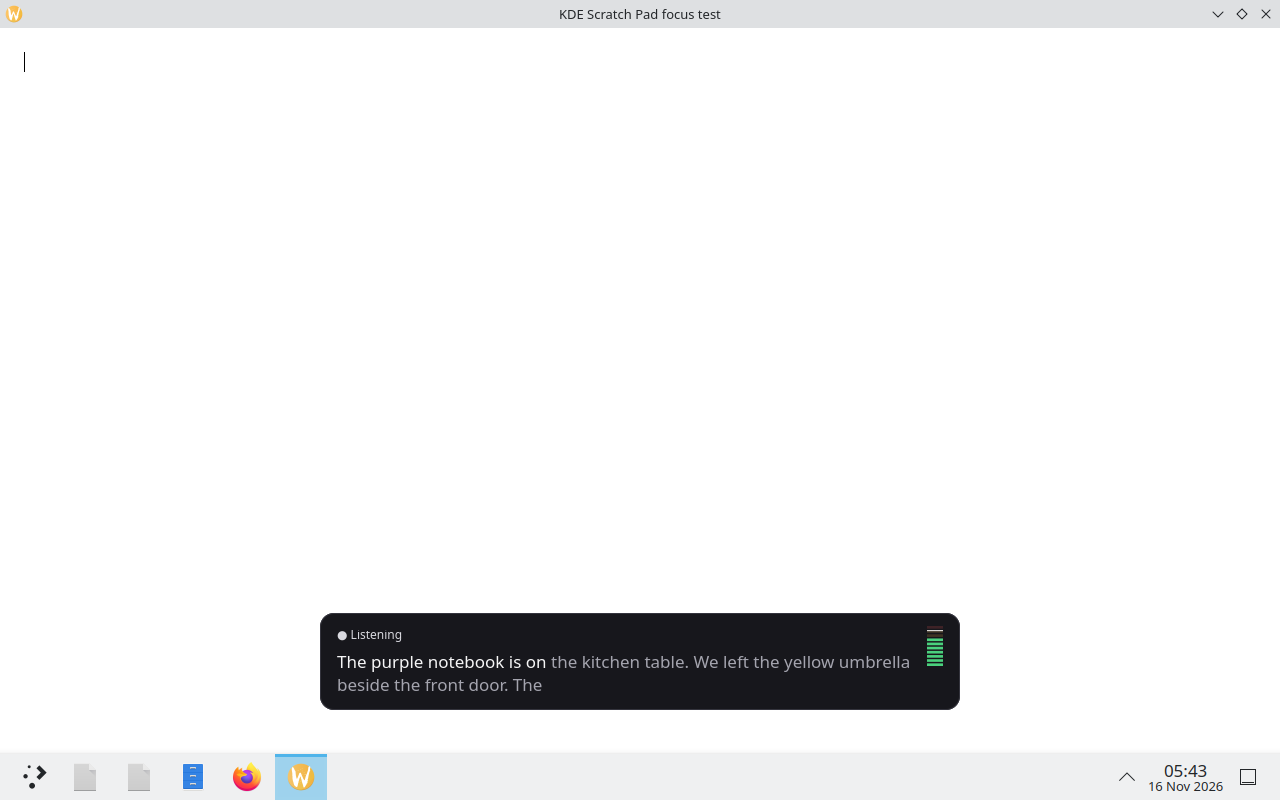 KDE Scratch Pad focus test
Listening
The purple notebook is on the kitchen table. We left the yellow umbrella
beside the front door. The
05:43
16 Nov 2026